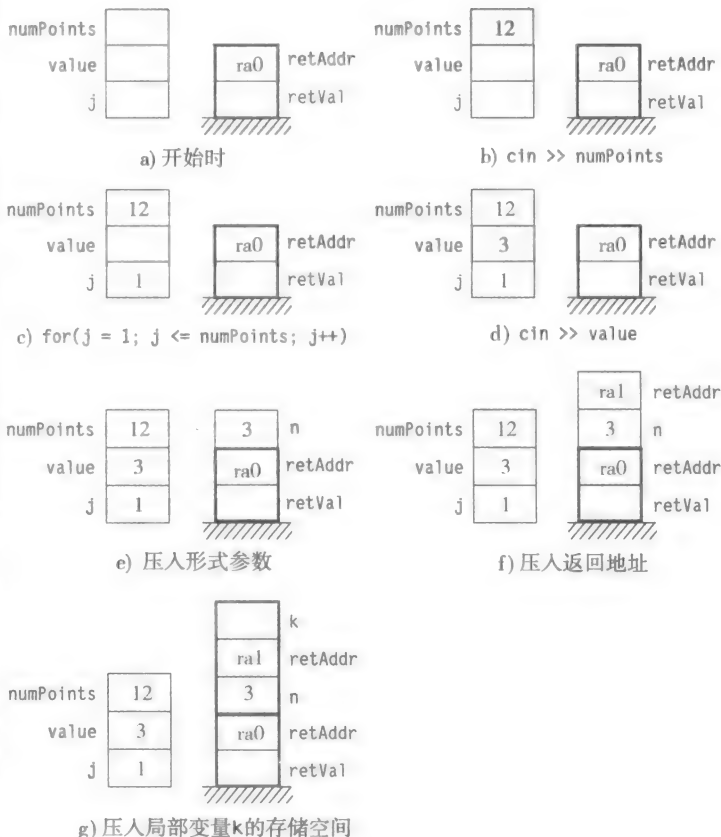 numPoints
value
j
ra0
retAddr
retVal
a) 开始时
numPoints 12
value
j
ra0
retAddr
retVal
b) cin >> numPoints
numPoints 12
value
j 1
ra0
retAddr
retVal
c) for(j = 1; j <= numPoints; j++)
numPoints 12
value 3
j 1
ra0
retAddr
retVal
d) cin >> value
numPoints 12
value 3
j 1
3 n
ra0 retAddr
retVal
e) 压入形式参数
numPoints 12
value 3
j 1
ra1 retAddr
3 n
ra0 retAddr
retVal
f) 压入返回地址
numPoints 12
value 3
j 1
k
ra1 retAddr
3 n
ra0 retAddr
retVal
g) 压入局部变量k的存储空间